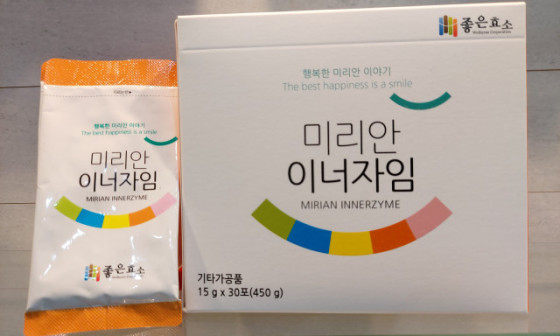 행복한 미리안 이야기
The best happiness is a smile
미리안
이너자임
MIRIAN INNERZYME
좋은효소
좋은효소
행복한 미리안 이야기
The best happiness is a smile
미리안
이너자임
MIRIAN INNERZYME
기타가공품
15 g x 30포(450 g)